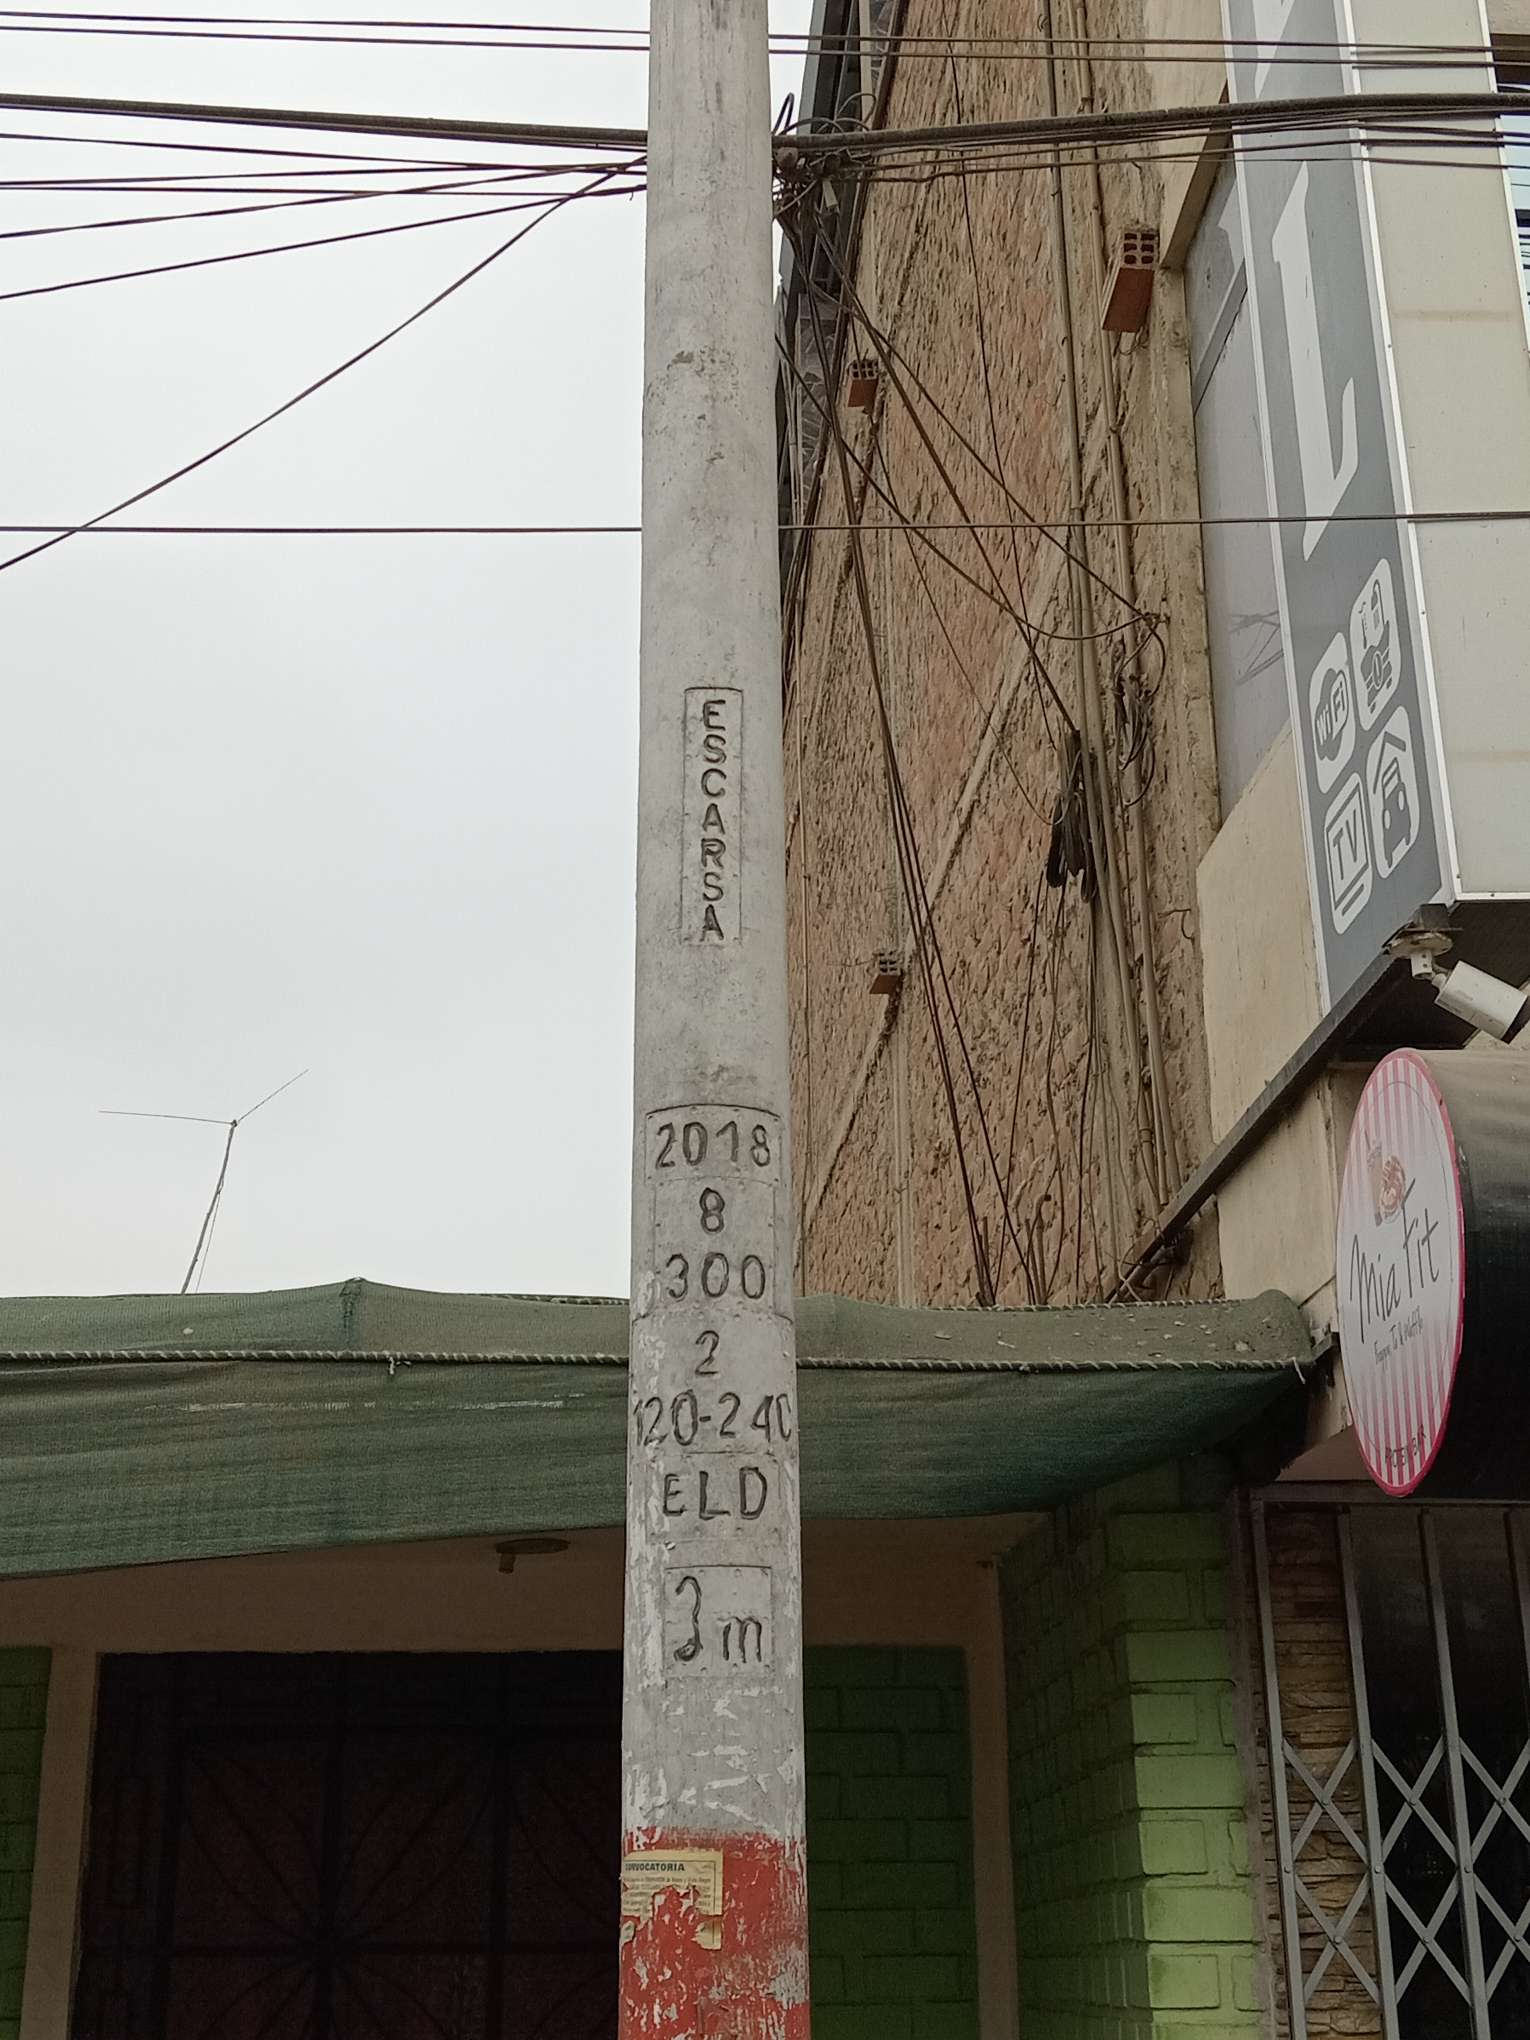 ESCARSA
2018
8
300
2
120-240
ELD
3m
CONVOCATORIA
L
WiFi
TV
Mia Fit